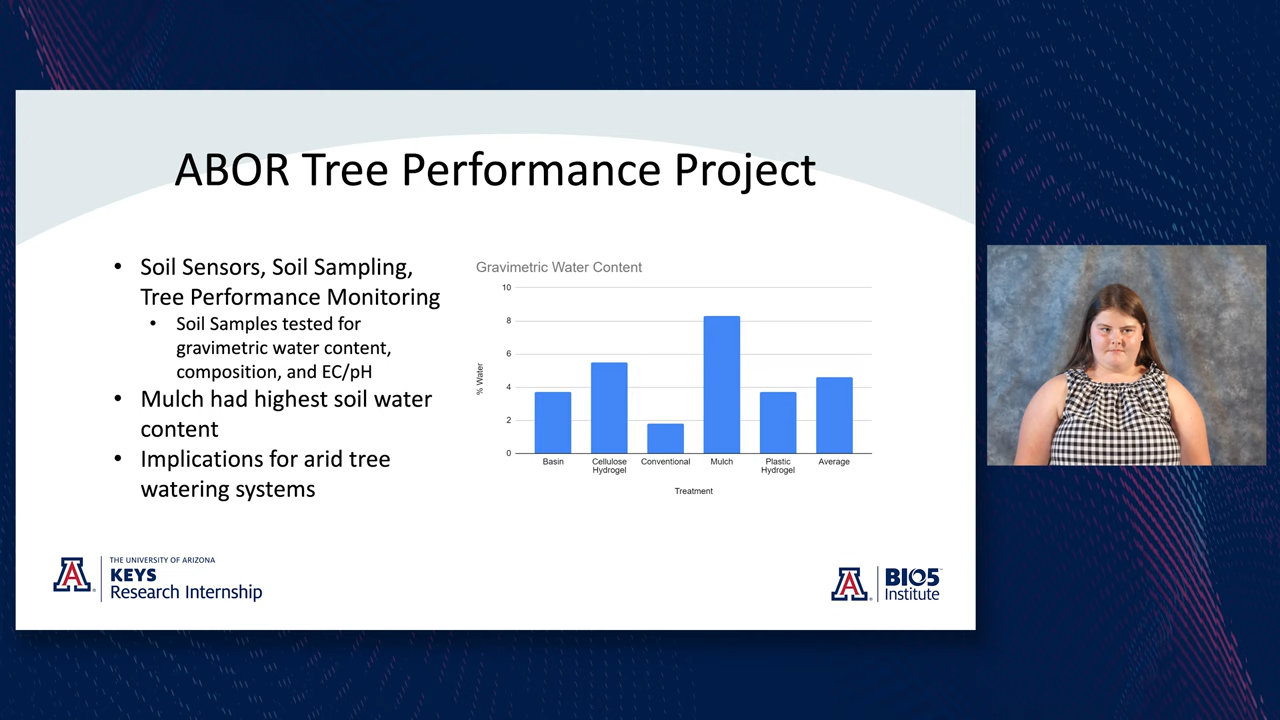 ABOR Tree Performance Project
• Soil Sensors, Soil Sampling,
Tree Performance Monitoring
• Soil Samples tested for
gravimetric water content,
composition, and EC/pH
• Mulch had highest soil water
content
• Implications for arid tree
watering systems
Gravimetric Water Content
10
8
6
4
2
0
% Water
Basin
Cellulose
Hydrogel
Conventional
Mulch
Plastic
Hydrogel
Average
Treatment
A
THE UNIVERSITY OF ARIZONA
KEYS
Research Internship
A
BIO5
Institute